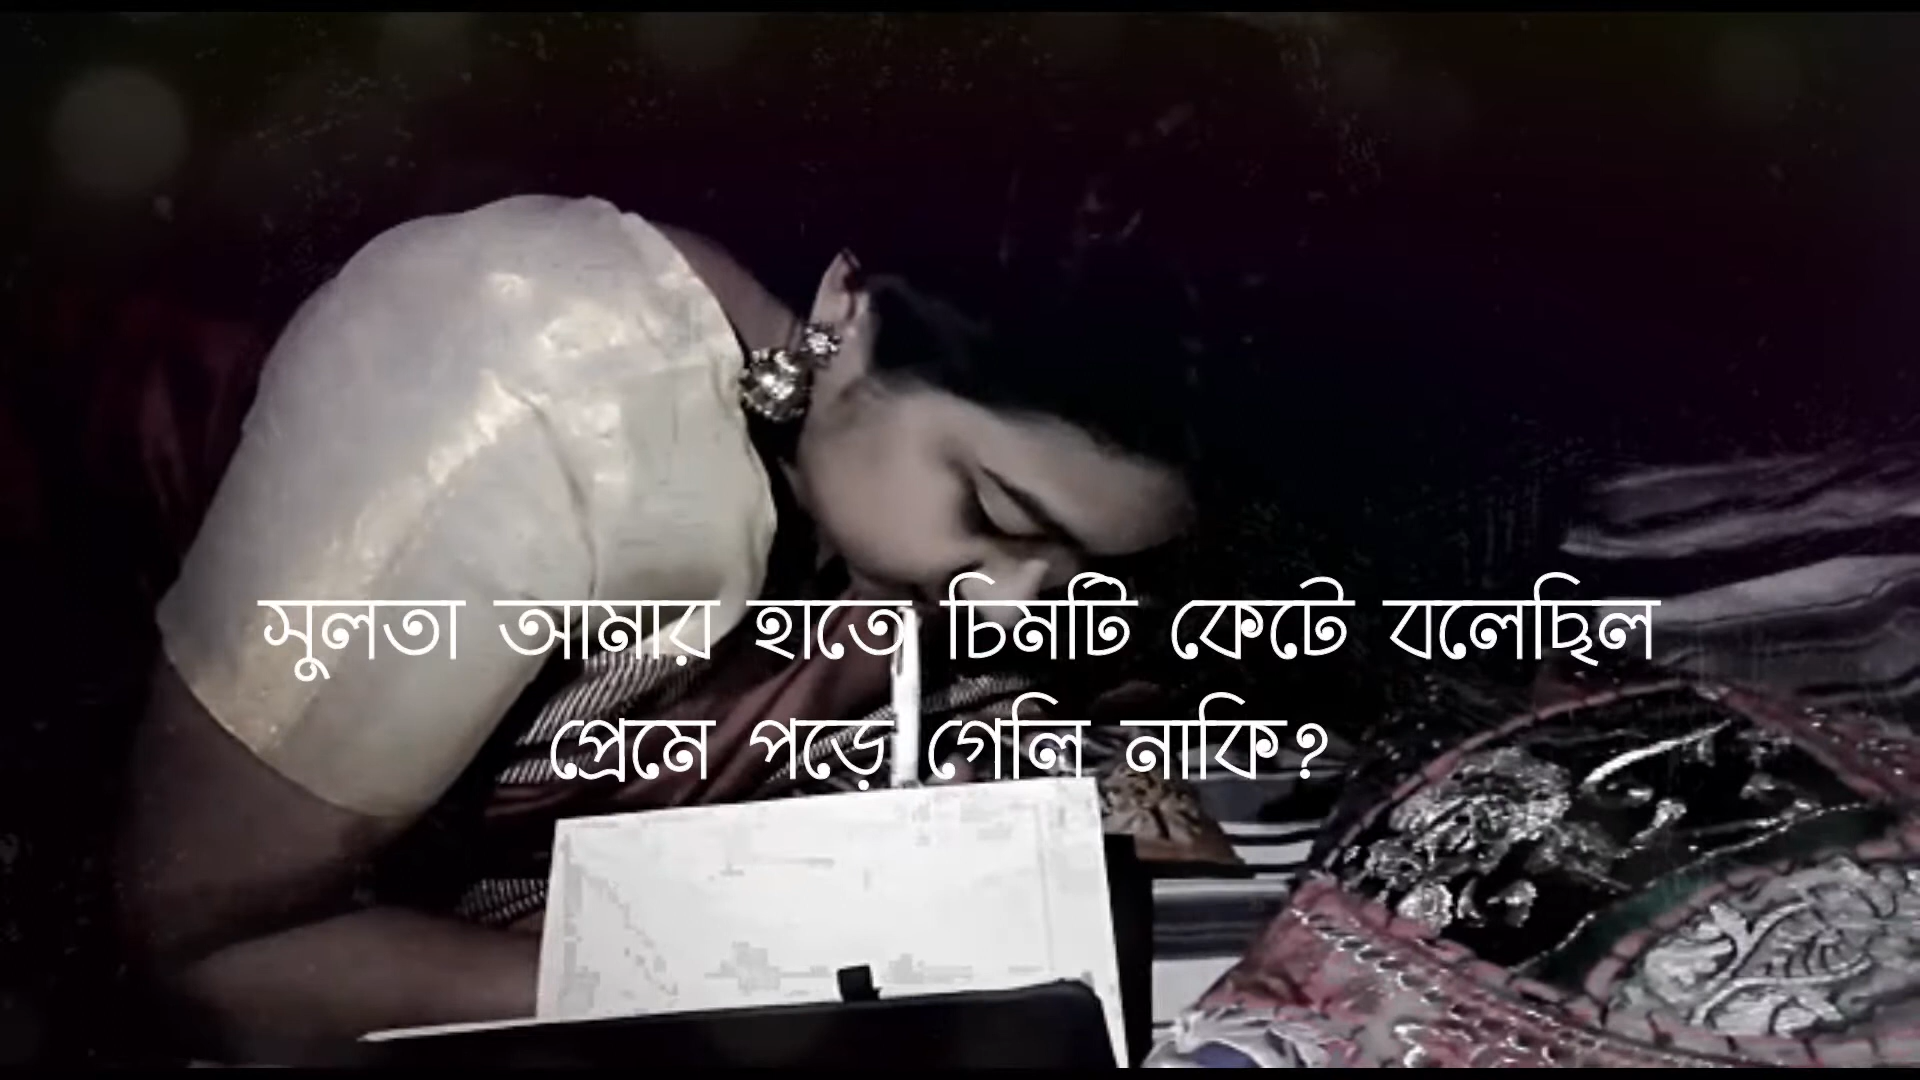 সুলতা আমার হাতে চিমটি কেটে বলেছিল
প্রেমে পড়ে গেলি নাকি?